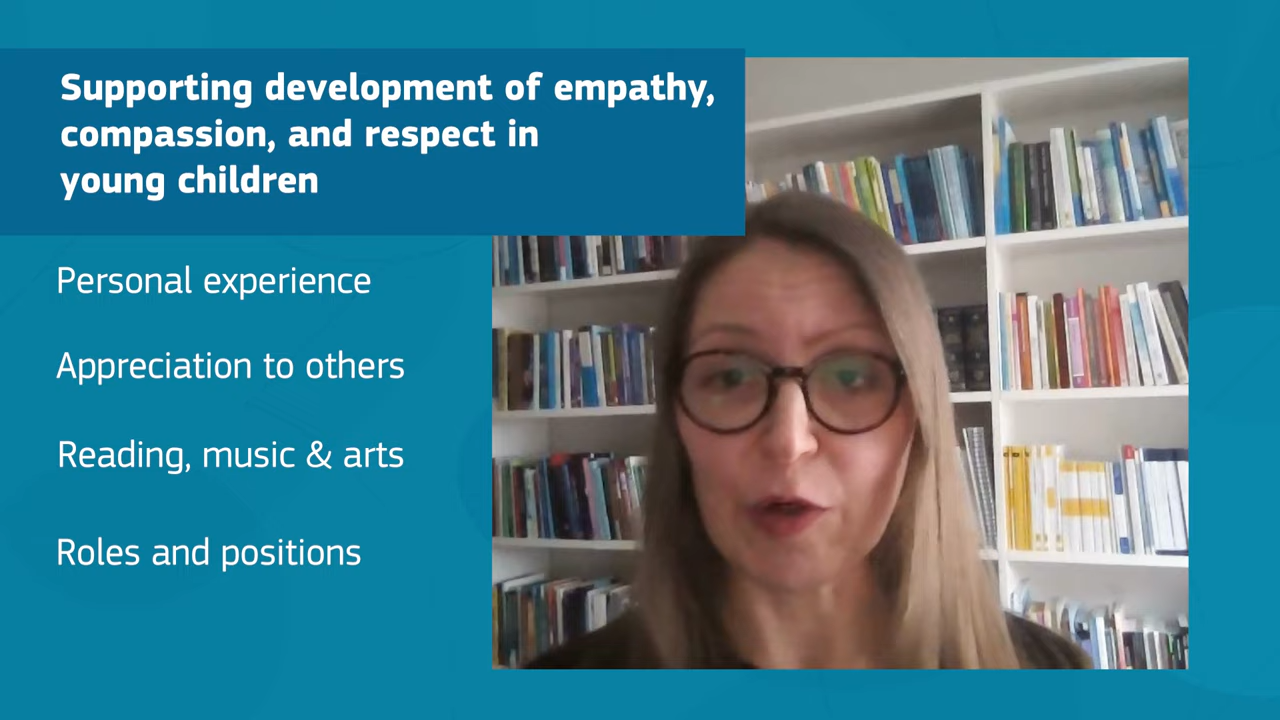 Supporting development of empathy,
compassion, and respect in
young children
Personal experience
Appreciation to others
Reading, music & arts
Roles and positions